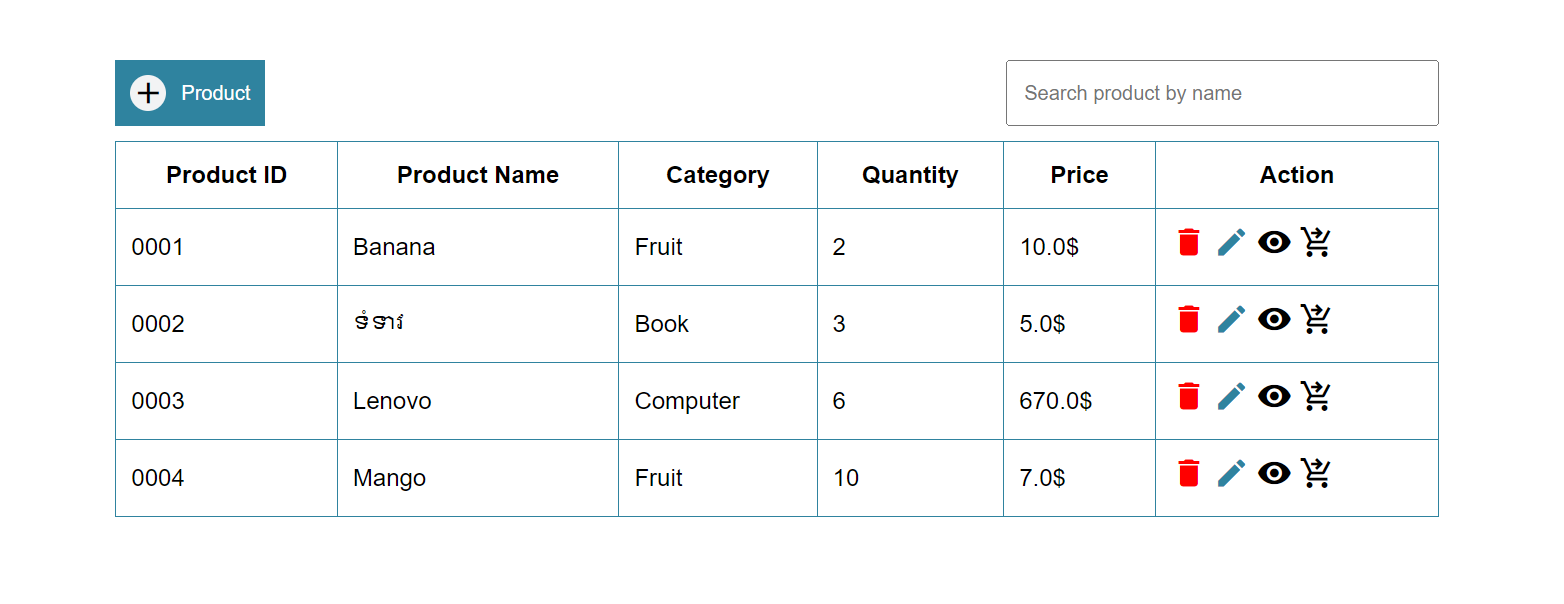 Product
Search product by name
Product ID Product Name Category Quantity Price Action
0001 Banana Fruit 2 10.0$
0002 ទំទាវ Book 3 5.0$
0003 Lenovo Computer 6 670.0$
0004 Mango Fruit 10 7.0$